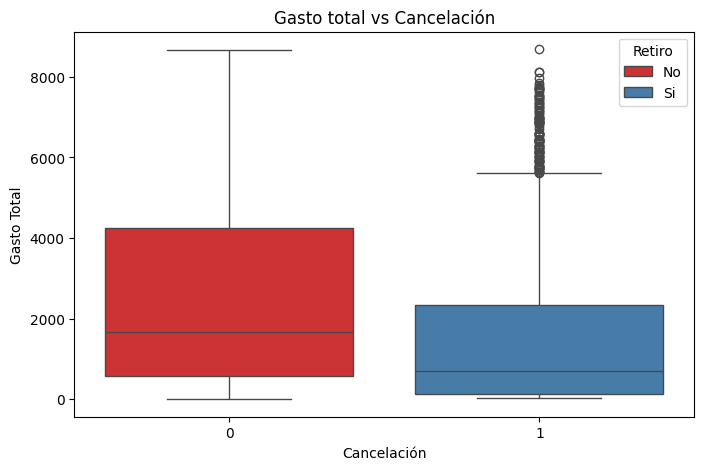 Gasto total vs Cancelación
Retiro
No
Si
8000
6000
4000
2000
0
Gasto Total
0
1
Cancelación